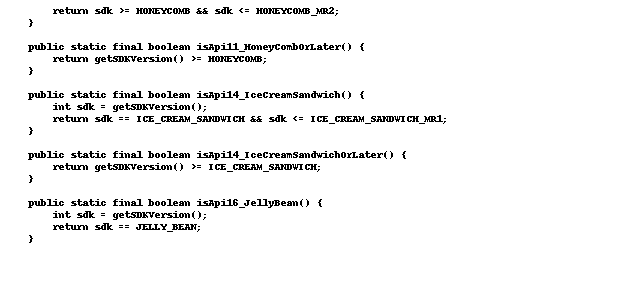 return sdk >= HONEYCOMB && sdk <= HONEYCOMB_MR2;
}
public static final boolean isApi11_HoneyCombOrLater() {
return getSDKVersion() >= HONEYCOMB;
}
public static final boolean isApi14_IceCreamSandwich() {
int sdk = getSDKVersion();
return sdk == ICE_CREAM_SANDWICH && sdk <= ICE_CREAM_SANDWICH_MR1;
}
public static final boolean isApi14_IceCreamSandwichOrLater() {
return getSDKVersion() >= ICE_CREAM_SANDWICH;
}
public static final boolean isApi16_JellyBean() {
int sdk = getSDKVersion();
return sdk == JELLY_BEAN;
}